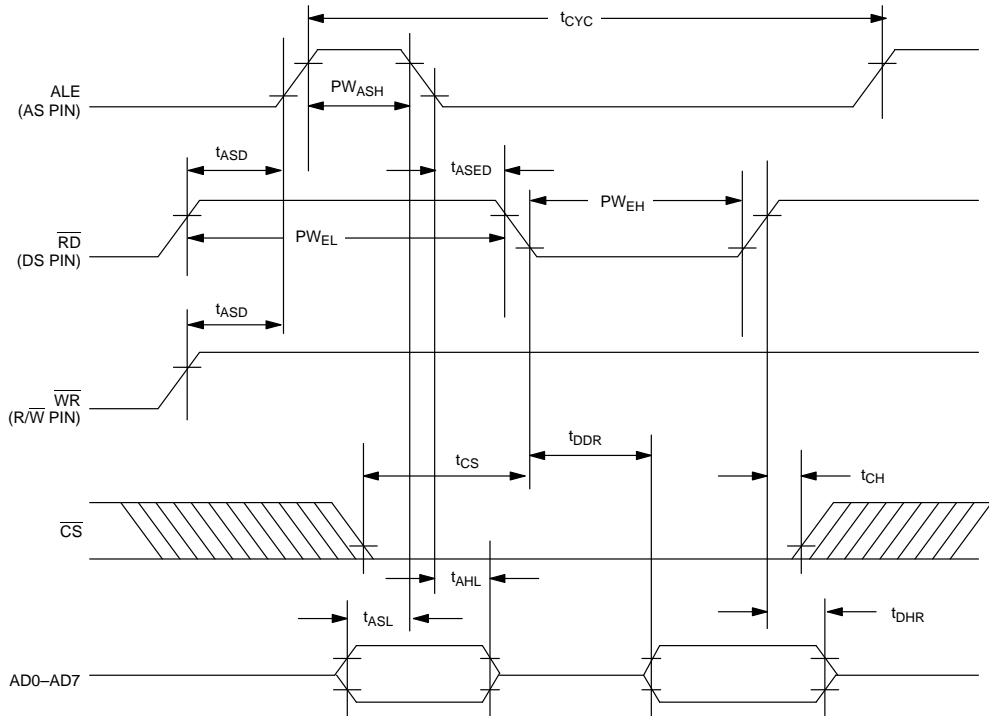 tCYC
ALE
(AS PIN)
PWASH
tASD
tASED
RD
(DS PIN)
PWEL
PWEH
tASD
WR
(R/W PIN)
tDDR
tCS
tCH
CS
tAHL
tASL
tDHR
AD0–AD7